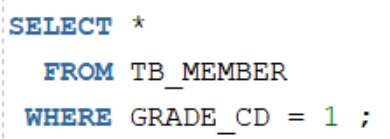 SELECT *
FROM TB_MEMBER
WHERE GRADE_CD = 1 ;